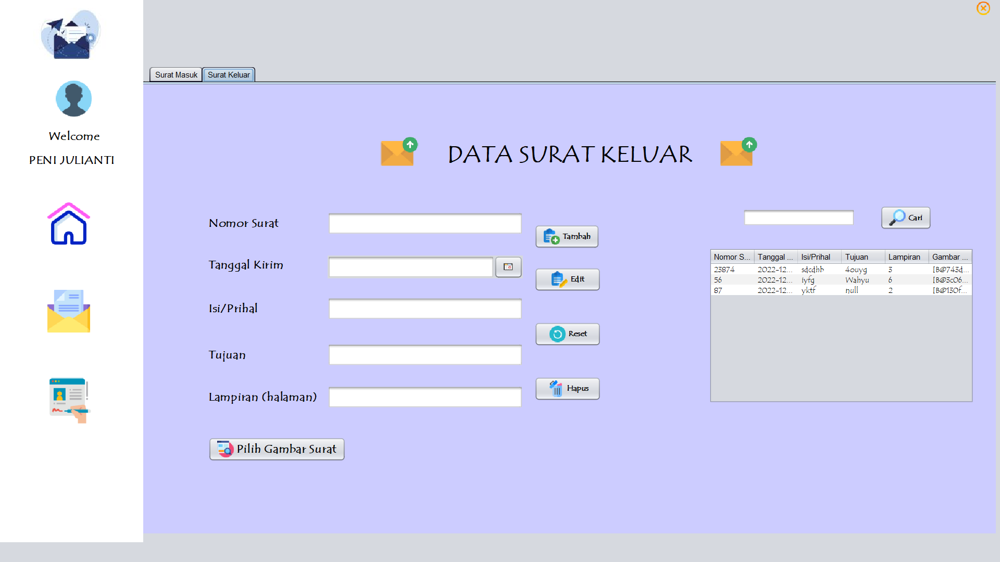 Welcome
PENI JULIANTI
Surat Masuk Surat Keluar
DATA SURAT KELUAR
Nomor Surat
Tanggal Kirim
Isi/Prihal
Tujuan
Lampiran (halaman)
Pilih Gambar Surat
Tambah
Edit
Reset
Hapus
Cari
Nomor S... Tanggal ... Isi/Prihal Tujuan Lampiran Gambar ...
23874 2022-12... sdcdhb 4ouyg 3 [B@743d...
56 2022-12... iyfg Wahyu 6 [B@3c06...
87 2022-12... yktf null 2 [B@130f...